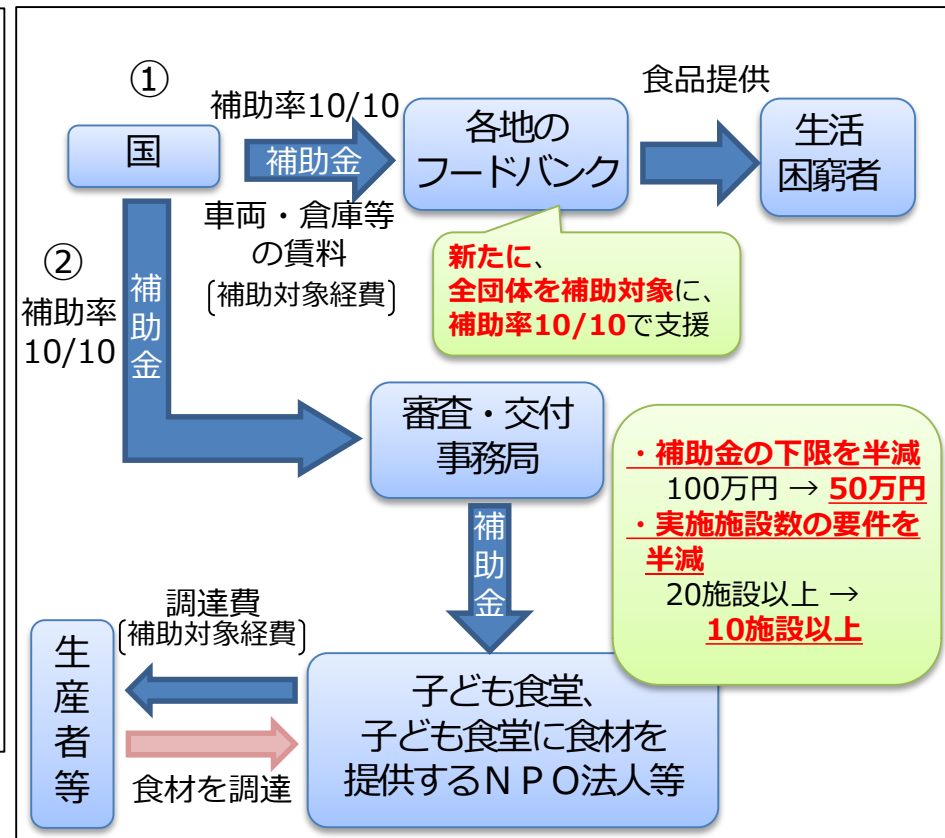 ①
国
補助率10/10
補助金
車両・倉庫等
の賃料
〔補助対象経費〕
各地の
フードバンク
食品提供
生活
困窮者
新たに、
全団体を補助対象に、
補助率10/10で支援
②
補助率
10/10
補助金
審査・交付
事務局
・補助金の下限を半減
100万円 → 50万円
・実施施設数の要件を
半減
20施設以上 →
10施設以上
補助金
調達費
〔補助対象経費〕
生産者等
食材を調達
子ども食堂、
子ども食堂に食材を
提供するＮＰＯ法人等